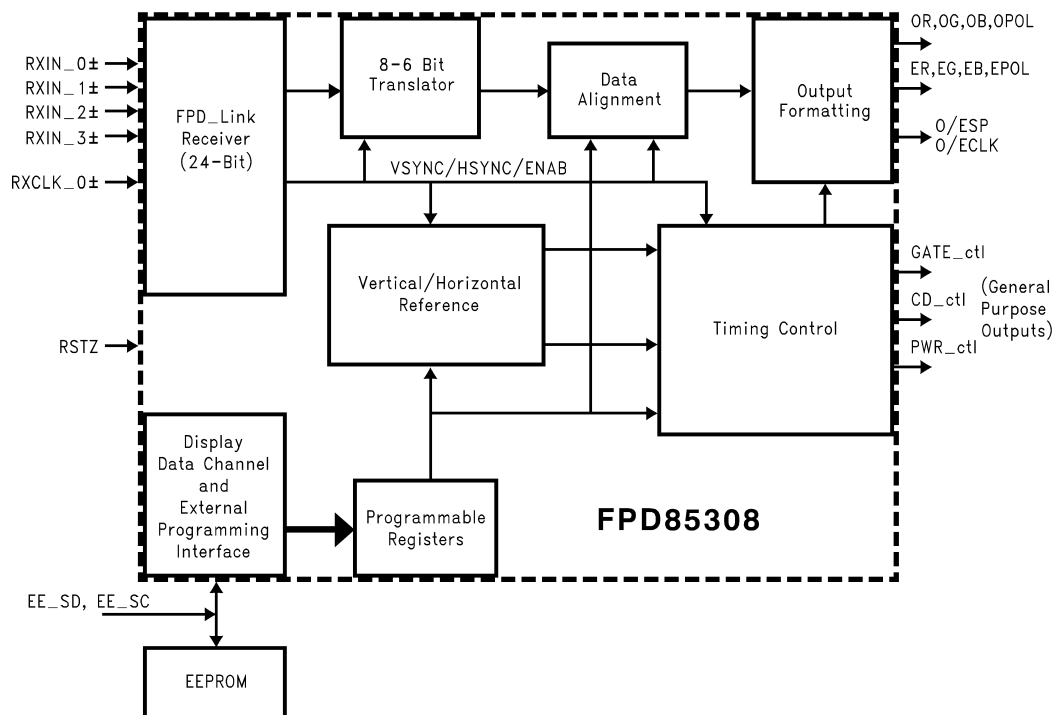 RXIN_0±
RXIN_1±
RXIN_2±
RXIN_3±
RXCLK_0±
RSTZ
FPD_Link
Receiver
(24-Bit)
8-6 Bit
Translator
Data
Alignment
Output
Formatting
OR,OG,OB,OPOL
ER,EG,EB,EPOL
O/ESP
O/ECLK
VSYNC/HSYNC/ENAB
Vertical/Horizontal
Reference
Timing Control
GATE_ctl
CD_ctl
PWR_ctl
(General
Purpose
Outputs)
Display
Data Channel
and
External
Programming
Interface
Programmable
Registers
FPD85308
EE_SD, EE_SC
EEPROM